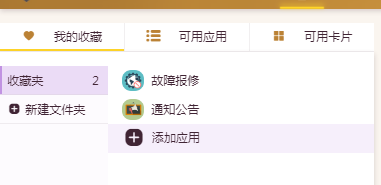 我的收藏 可用应用 可用卡片
收藏夹 2
新建文件夹
故障报修
通知公告
添加应用